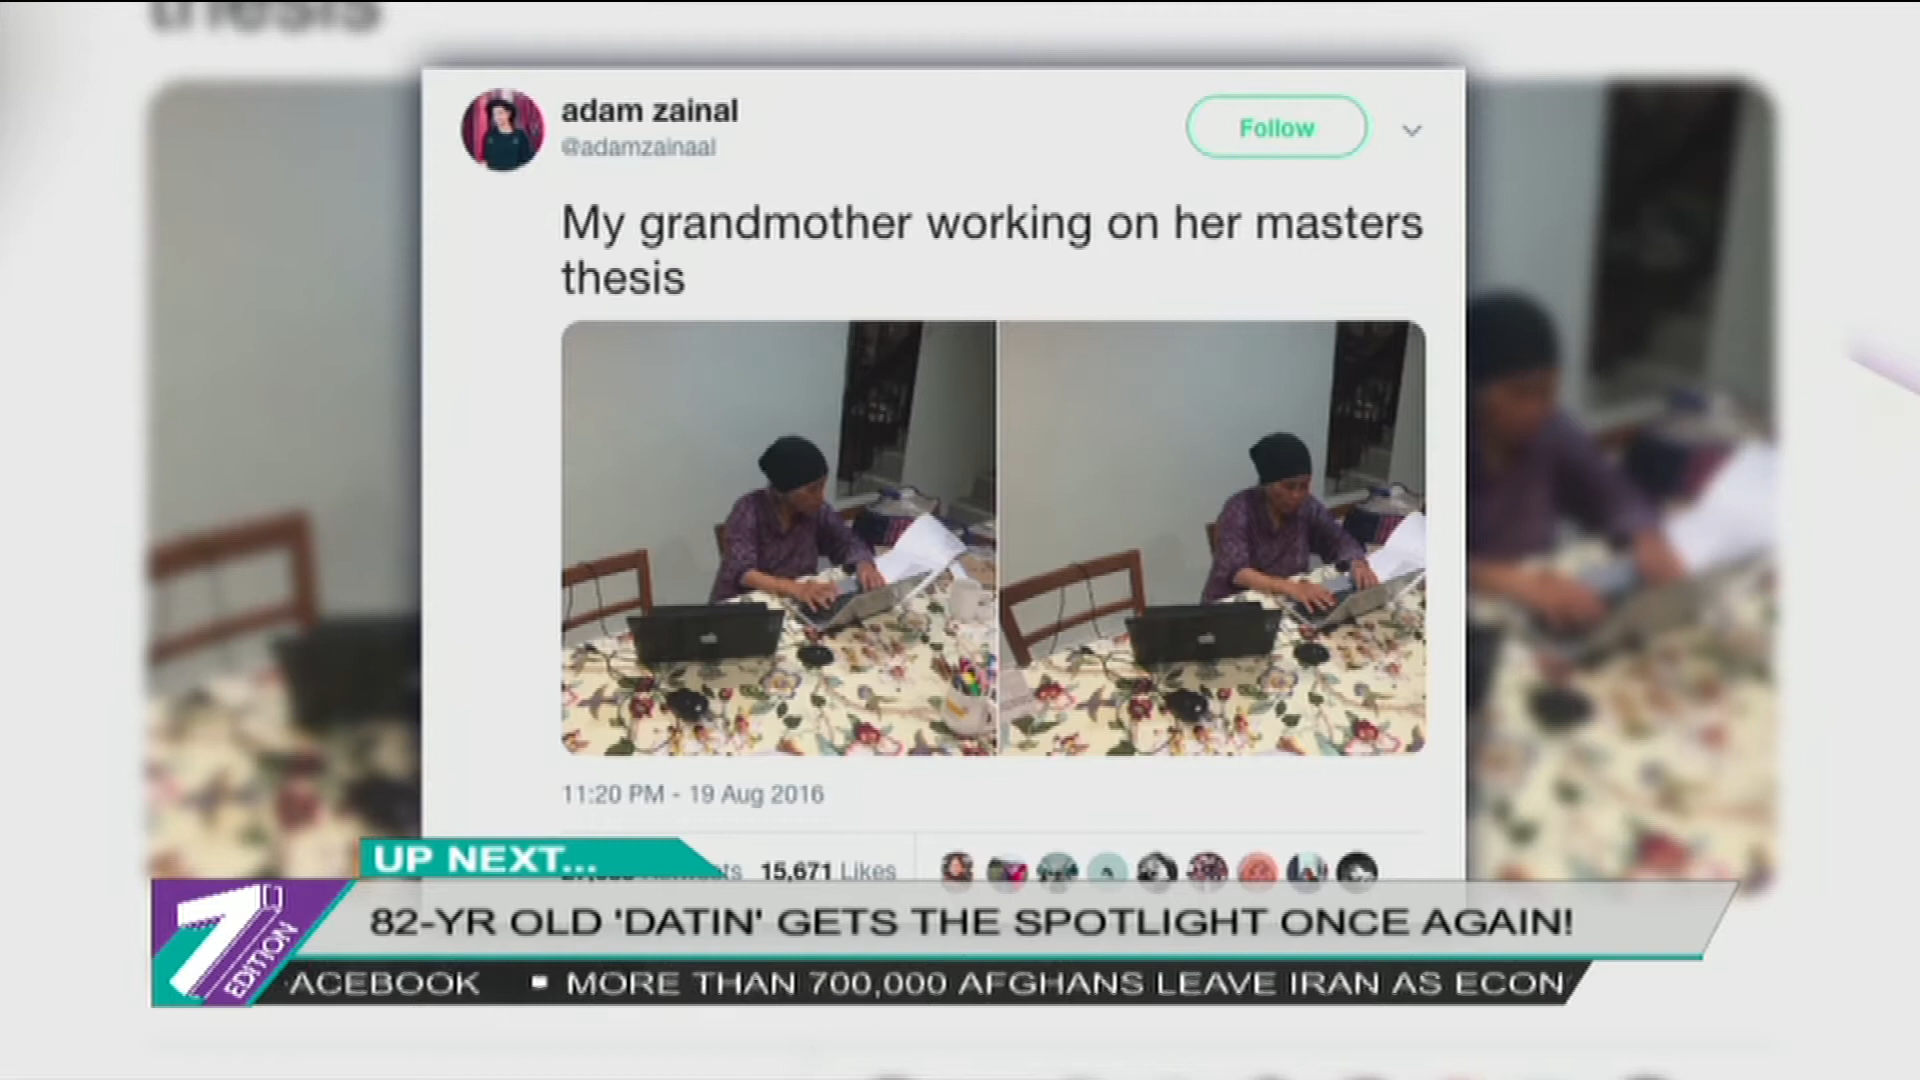 thesis
adam zainal
@adamzainaal
Follow
My grandmother working on her masters
thesis
11:20 PM - 19 Aug 2016
15,671 Likes
UP NEXT...
82-YR OLD 'DATIN' GETS THE SPOTLIGHT ONCE AGAIN!
7 EDITION
ACEBOOK ▪ MORE THAN 700,000 AFGHANS LEAVE IRAN AS ECON